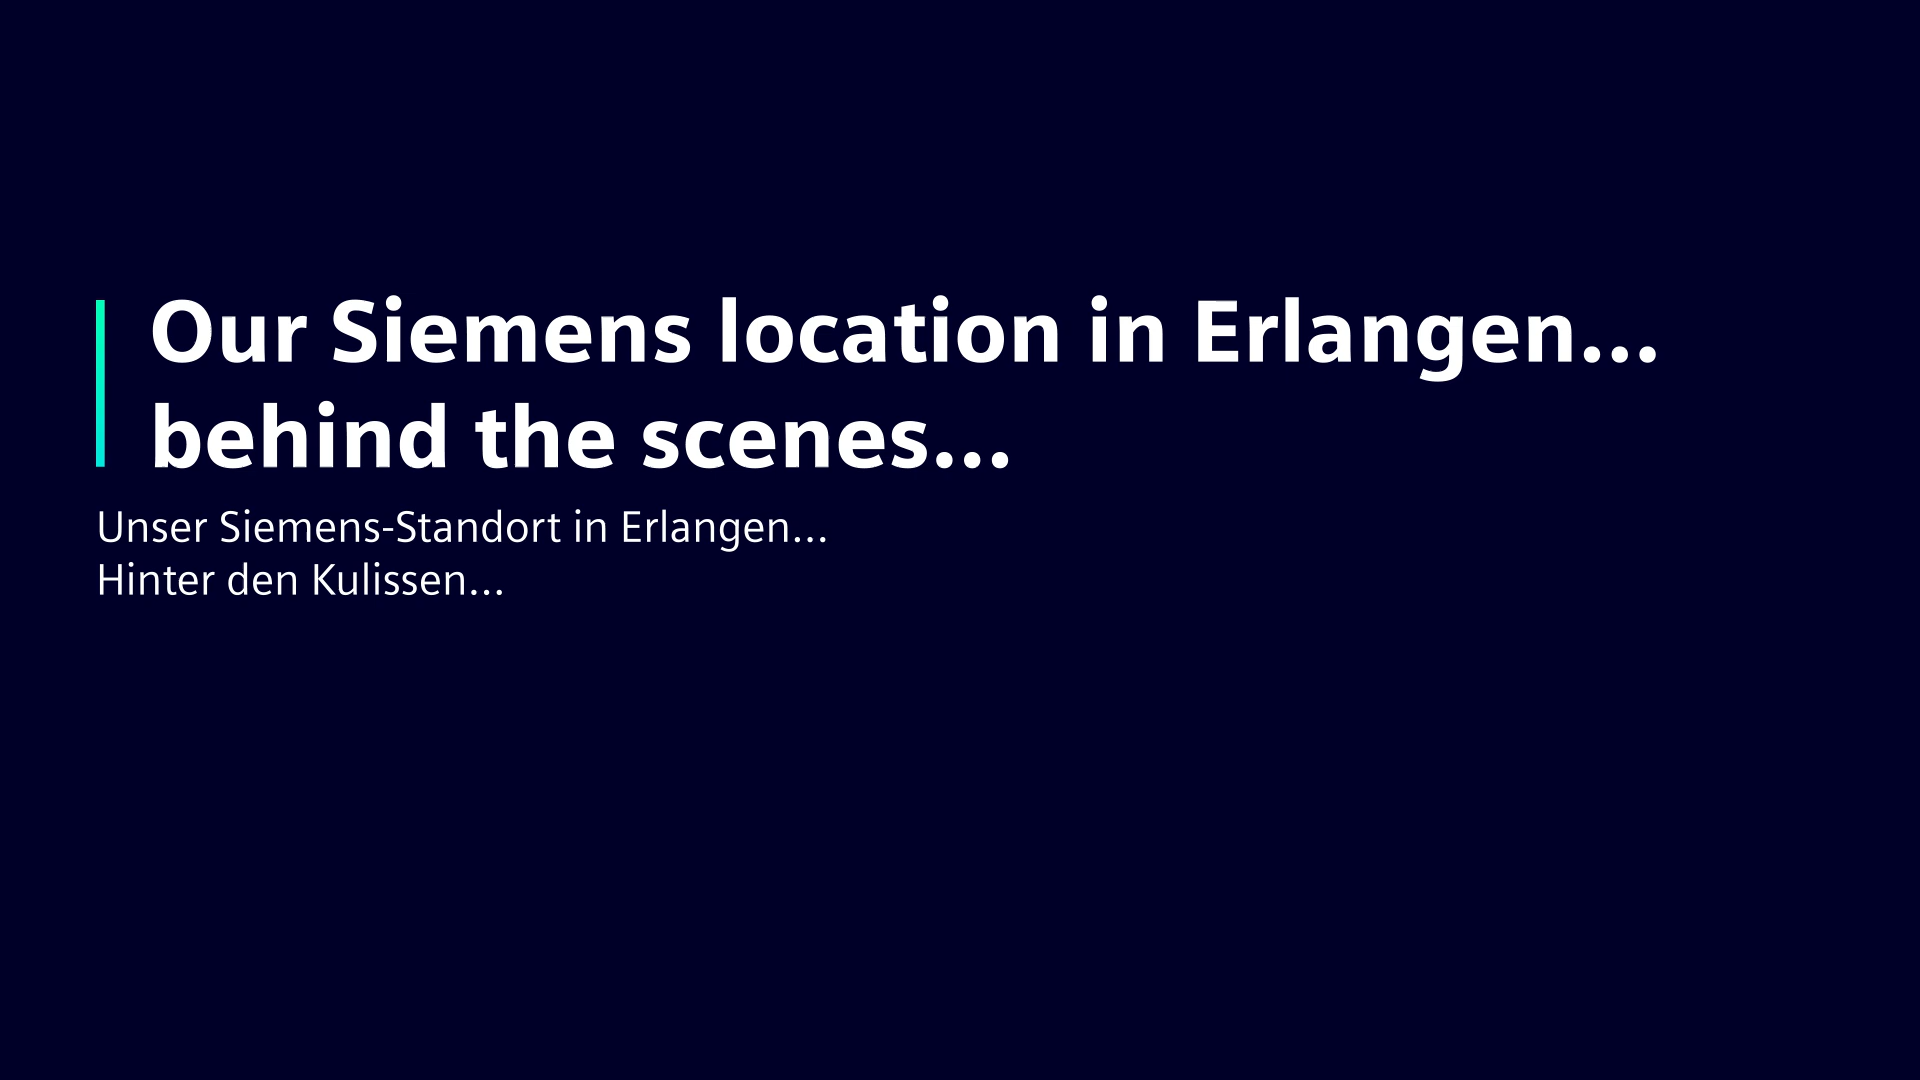 Our Siemens location in Erlangen...
behind the scenes...
Unser Siemens-Standort in Erlangen...
Hinter den Kulissen...